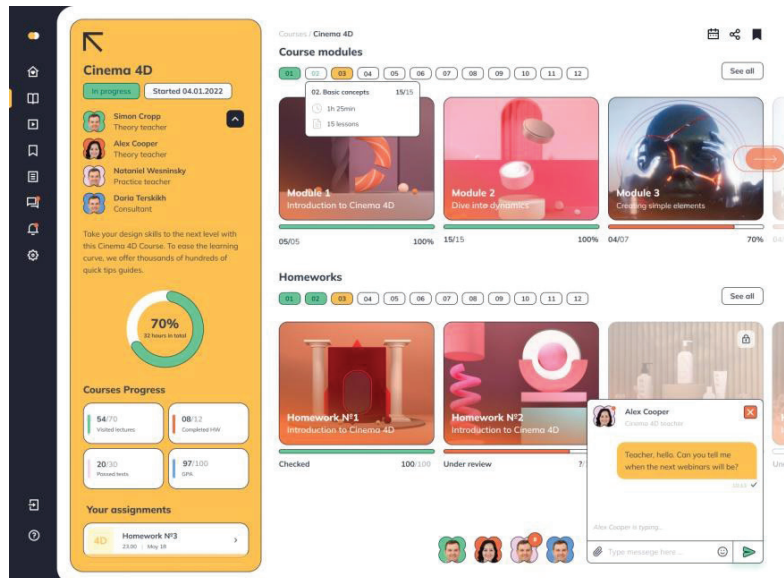 Cinema 4D
In progress
Started 04.01.2022
Simon Cropp
Theory teacher
Alex Cooper
Theory teacher
Nataniel Wesninsky
Practice teacher
Daria Terskikh
Consultant
Take your design skills to the next level with
this Cinema 4D Course. To ease the learning
curve, we offer thousands of hundreds of
quick tips guides.
70%
32 hours in total
Courses Progress
54/70
Visited lectures
08/12
Completed HW
20/30
Passed tests
97/100
GPA
Your assignments
4D
Homework №3
23:30 | May 18
Courses / Cinema 4D
Course modules
01 02 03 04 05 06 07 08 09 10 11 12
See all
02. Basic concepts 15/15
1h 25min
15 lessons
Module 1
Introduction to Cinema 4D
05/05 100%
Module 2
Dive into dynamics
15/15 100%
Module 3
Creating simple elements
04/07 70%
Homeworks
01 02 03 04 05 06 07 08 09 10 11 12
See all
Homework №1
Introduction to Cinema 4D
Checked 100/100
Homework №2
Introduction to Cinema 4D
Under review ?/
Alex Cooper
Cinema 4D teacher
Teacher, hello. Can you tell me
when the next webinars will be?
Alex Cooper is typing...
Type message here ...